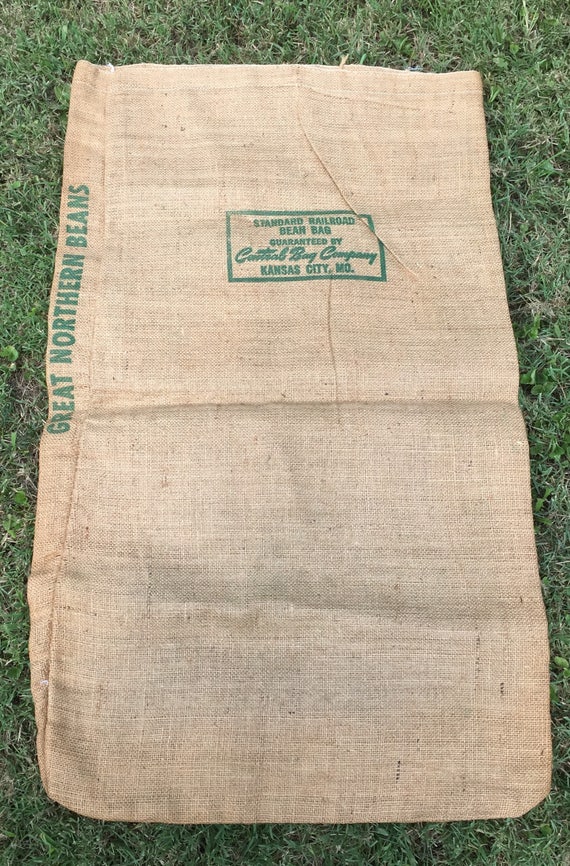 STANDARD RAILROAD
BEAN BAG
GUARANTEED BY
Central Bag Company
KANSAS CITY, MO.
GREAT NORTHERN BEANS